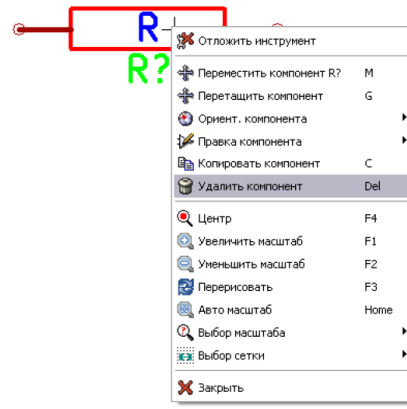 R
R?
Отложить инструмент
Переместить компонент R? M
Перетащить компонент G
Ориент. компонента
Правка компонента
Копировать компонент C
Удалить компонент Del
Центр F4
Увеличить масштаб F1
Уменьшить масштаб F2
Перерисовать F3
Авто масштаб Home
Выбор масштаба
Выбор сетки
Закрыть